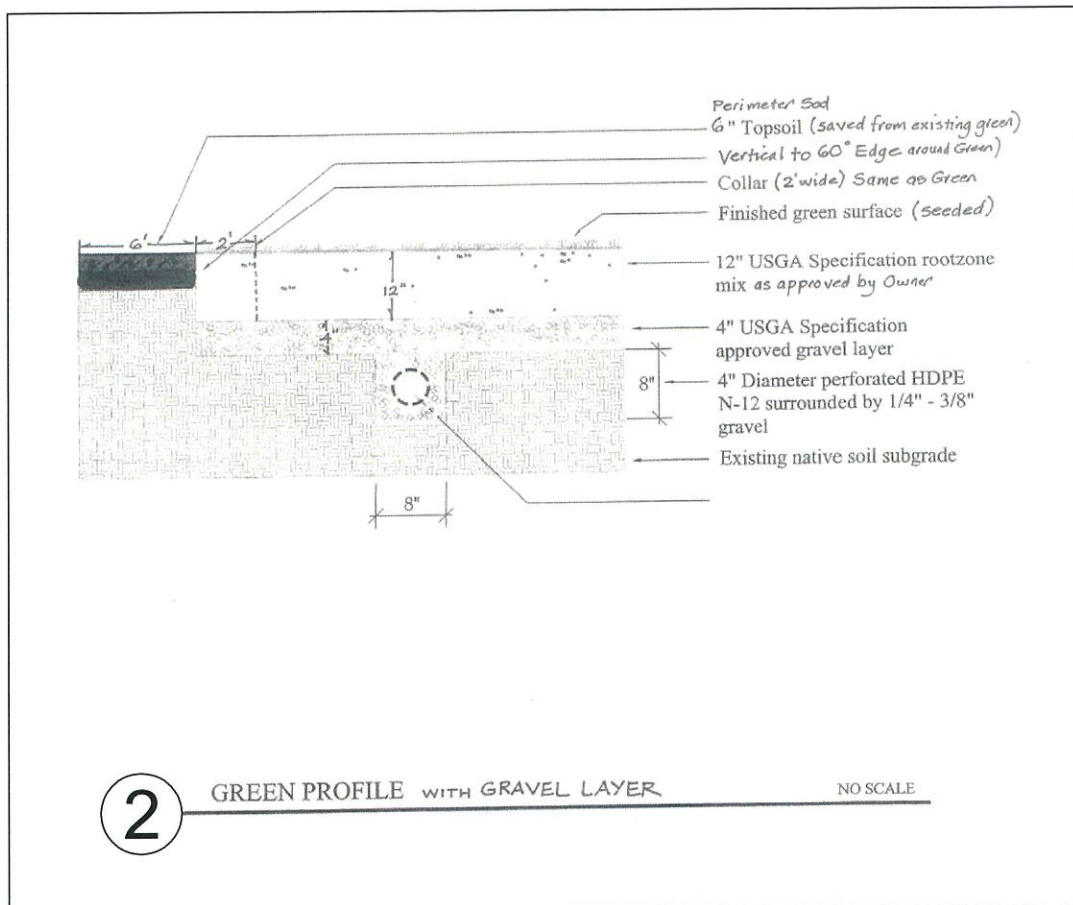 Perimeter Sod
6" Topsoil (saved from existing green)
Vertical to 60° Edge around Green)
Collar (2' wide) Same as Green
Finished green surface (seeded)
6'
2'
12" USGA Specification rootzone
mix as approved by Owner
12"
4"
4" USGA Specification
approved gravel layer
8"
4" Diameter perforated HDPE
N-12 surrounded by 1/4" - 3/8"
gravel
Existing native soil subgrade
8"
2
GREEN PROFILE WITH GRAVEL LAYER
NO SCALE